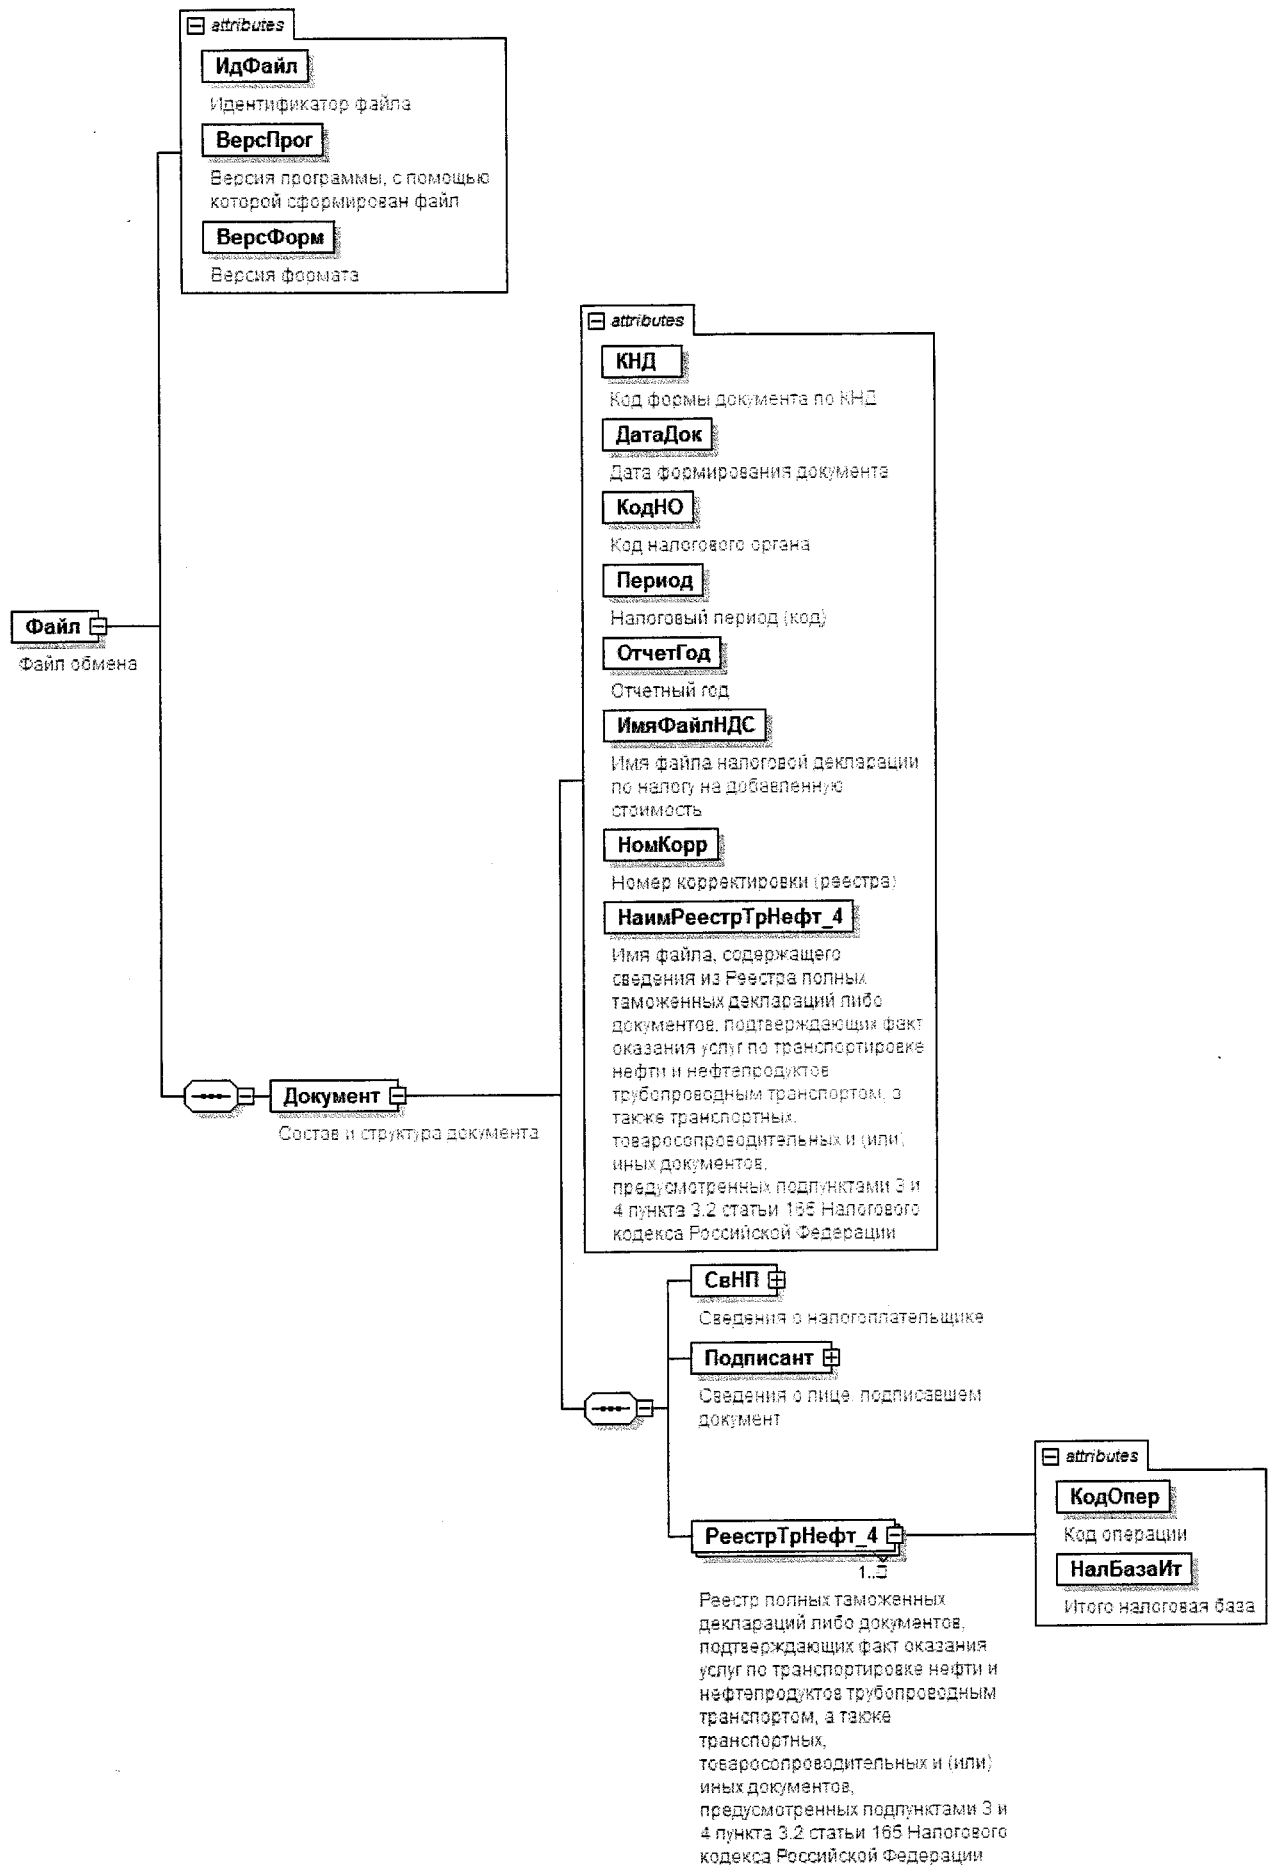 attributes
ИдФайл
Идентификатор файла
ВерсПрог
Версия программы, с помощью
которой сформирован файл
ВерсФорм
Версия формата
attributes
КНД
Код формы документа по КНД
ДатаДок
Дата формирования документа
КодНО
Код налогового органа
Период
Налоговый период (код)
Файл
Файл обмена
ОтчетГод
Отчетный год
ИмяФайлНДС
Имя файла налоговой декларации
по налогу на добавленную
стоимость
НомКорр
Номер корректировки (реестра)
НаимРеестрТрНефт_4
Имя файла, содержащего
сведения из Реестра полных
таможенных деклараций либо
документов, подтверждающих факт
оказания услуг по транспортировке
нефти и нефтепродуктов
трубопроводным транспортом, а
также транспортных,
товаросопроводительных и (или)
иных документов,
предусмотренных подпунктами 3 и
4 пункта 3.2 статьи 165 Налогового
кодекса Российской Федерации
Документ
Состав и структура документа
СвНП
Сведения о налогоплательщике
Подписант
Сведения о лице, подписавшем
документ
attributes
КодОпер
Код операции
НалБазаИт
Итого налоговая база
РеестрТрНефт_4
1..
Реестр полных таможенных
деклараций либо документов,
подтверждающих факт оказания
услуг по транспортировке нефти и
нефтепродуктов трубопроводным
транспортом, а также
транспортных,
товаросопроводительных и (или)
иных документов,
предусмотренных подпунктами 3 и
4 пункта 3.2 статьи 165 Налогового
кодекса Российской Федерации